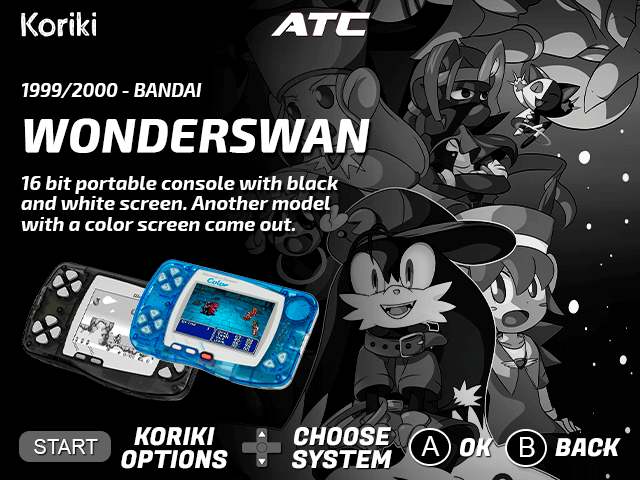 Koriki
ATC
1999/2000 - BANDAI
WONDERSWAN
16 bit portable console with black
and white screen. Another model
with a color screen came out.
Color
START
KORIKI
OPTIONS
CHOOSE
SYSTEM
A
OK
B
BACK